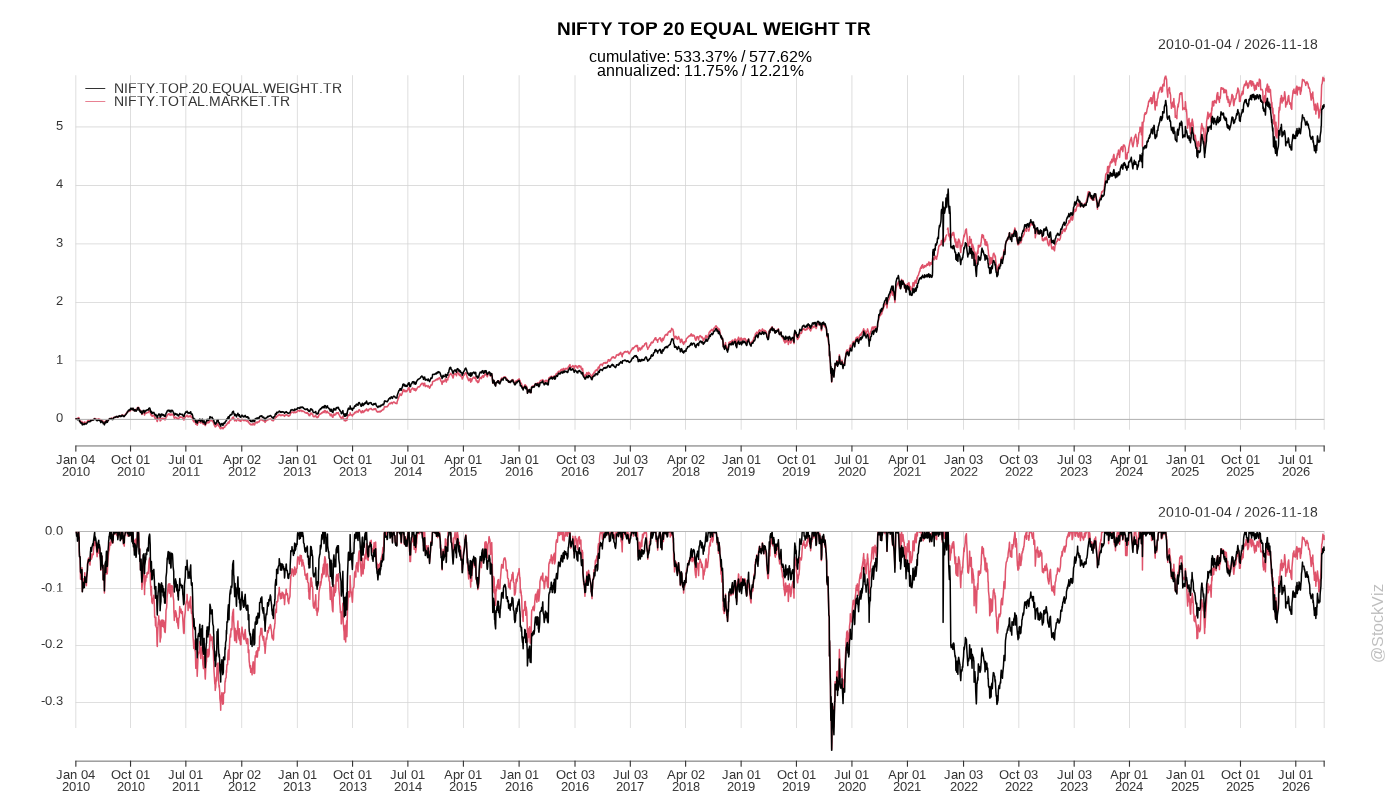 NIFTY TOP 20 EQUAL WEIGHT TR
2010-01-04 / 2026-11-18
cumulative: 533.37% / 577.62%
annualized: 11.75% / 12.21%
NIFTY.TOP.20.EQUAL.WEIGHT.TR
NIFTY.TOTAL.MARKET.TR
5
4
3
2
1
0
Jan 04 Oct 01 Jul 01 Apr 02 Jan 01 Oct 01 Jul 01 Apr 01 Jan 01 Oct 03 Jul 03 Apr 02 Jan 01 Oct 01 Jul 01 Apr 01 Jan 03 Oct 03 Jul 03 Apr 01 Jan 01 Oct 01 Jul 01
2010 2010 2011 2012 2013 2013 2014 2015 2016 2016 2017 2018 2019 2019 2020 2021 2022 2022 2023 2024 2025 2025 2026
2010-01-04 / 2026-11-18
0.0
-0.1
-0.2
-0.3
Jan 04 Oct 01 Jul 01 Apr 02 Jan 01 Oct 01 Jul 01 Apr 01 Jan 01 Oct 03 Jul 03 Apr 02 Jan 01 Oct 01 Jul 01 Apr 01 Jan 03 Oct 03 Jul 03 Apr 01 Jan 01 Oct 01 Jul 01
2010 2010 2011 2012 2013 2013 2014 2015 2016 2016 2017 2018 2019 2019 2020 2021 2022 2022 2023 2024 2025 2025 2026
@StockViz